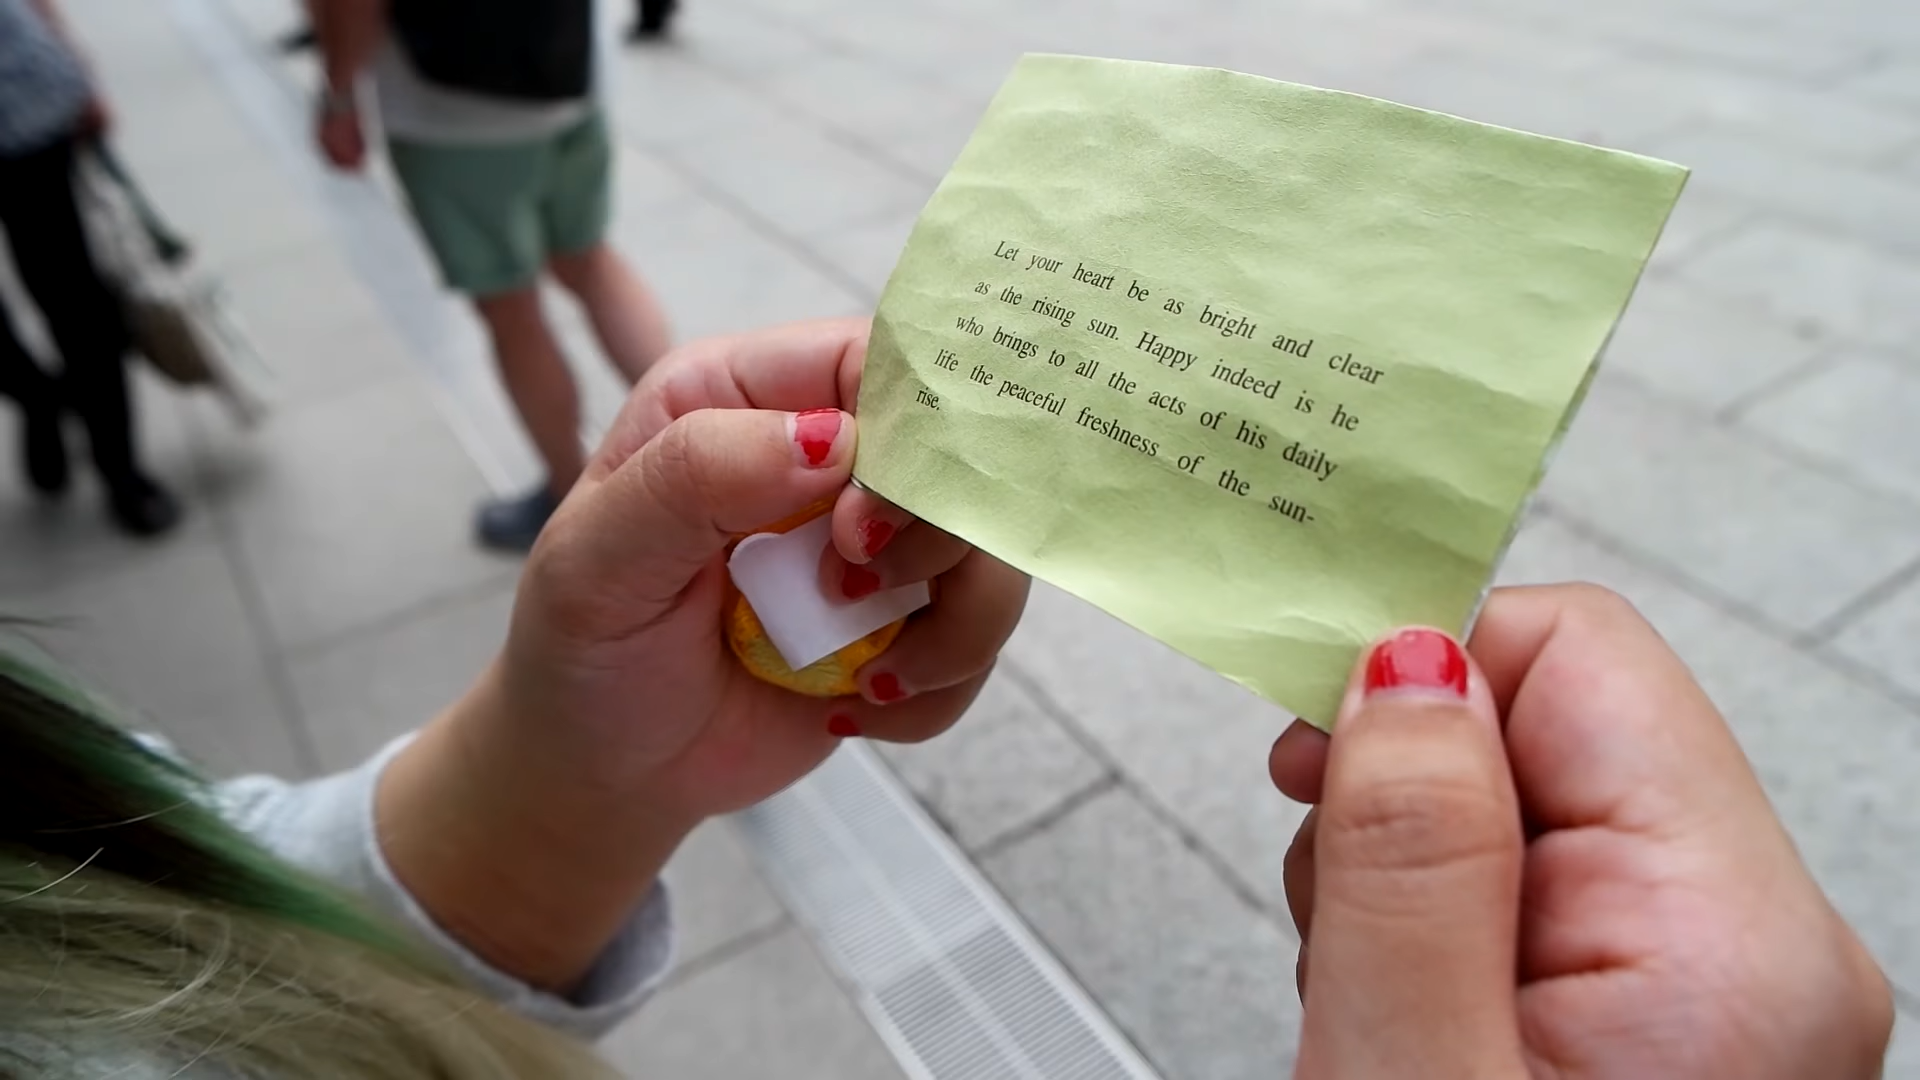 Let your heart be as bright and clear
as the rising sun. Happy indeed is he
who brings to all the acts of his daily
life the peaceful freshness of the sun-
rise.